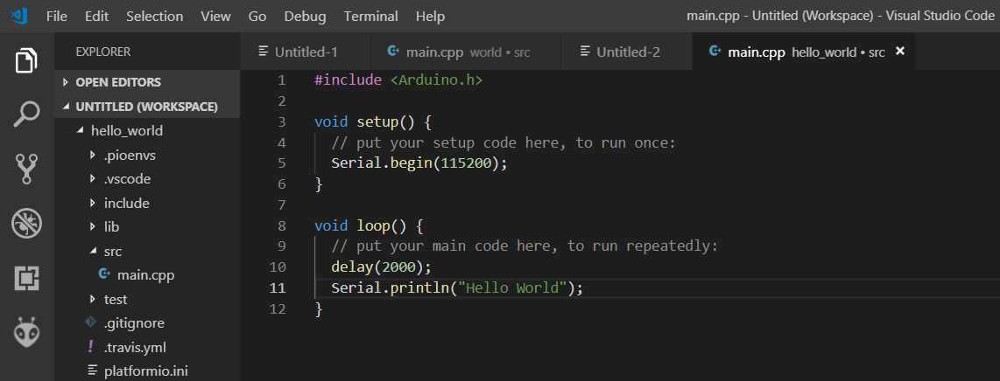 File Edit Selection View Go Debug Terminal Help main.cpp - Untitled (Workspace) - Visual Studio Code
EXPLORER
OPEN EDITORS
UNTITLED (WORKSPACE)
hello_world
.pioenvs
.vscode
include
lib
src
main.cpp
test
.gitignore
.travis.yml
platformio.ini
Untitled-1 main.cpp world • src Untitled-2 main.cpp hello_world • src
1 #include <Arduino.h>
2
3 void setup() {
4 // put your setup code here, to run once:
5 Serial.begin(115200);
6 }
7
8 void loop() {
9 // put your main code here, to run repeatedly:
10 delay(2000);
11 Serial.println("Hello World");
12 }